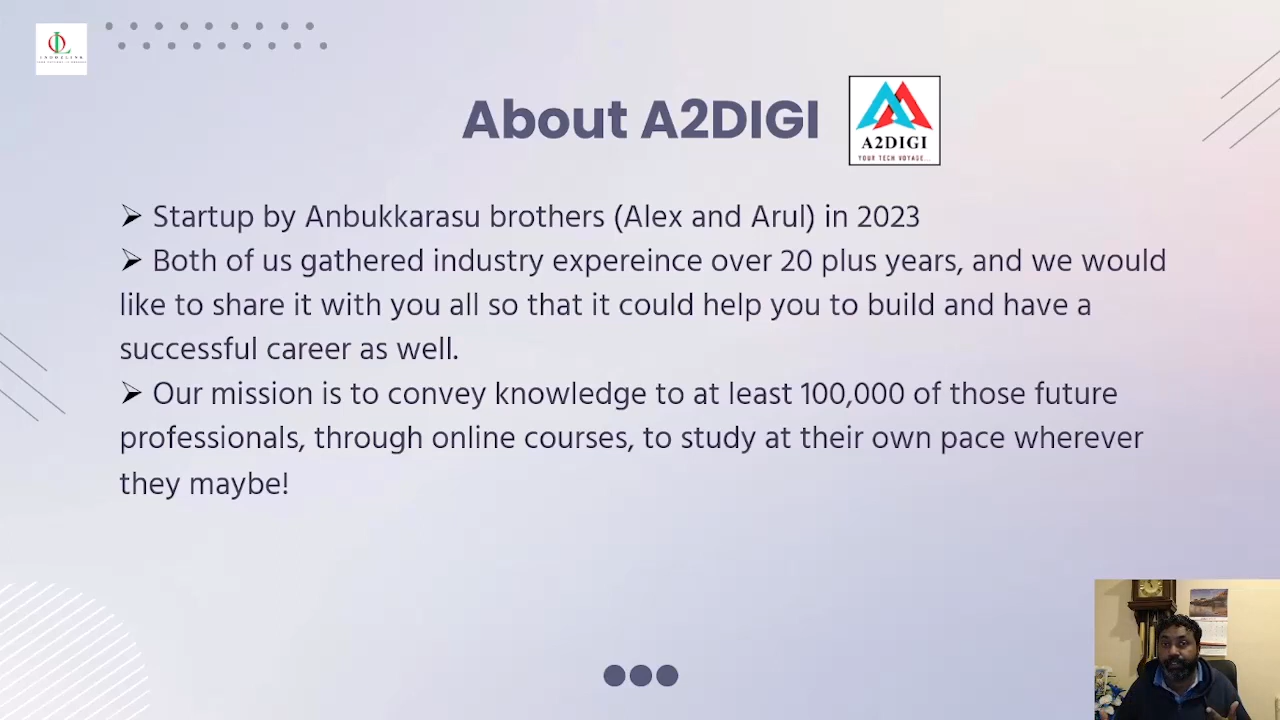 INDOELINK
About A2DIGI
A2DIGI
YOUR TECH VOYAGE...
➢ Startup by Anbukkarasu brothers (Alex and Arul) in 2023
➢ Both of us gathered industry expereince over 20 plus years, and we would
like to share it with you all so that it could help you to build and have a
successful career as well.
➢ Our mission is to convey knowledge to at least 100,000 of those future
professionals, through online courses, to study at their own pace wherever
they maybe!